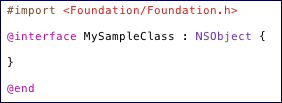 #import <Foundation/Foundation.h>
@interface MySampleClass : NSObject {
}
@end